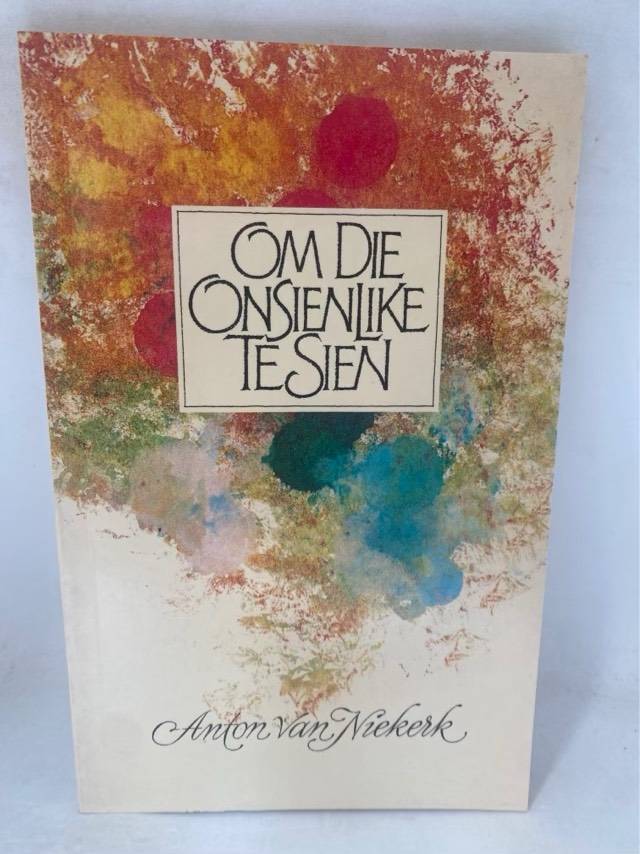 OM DIE
ONSIENLIKE
TE SIEN
Anton van Niekerk